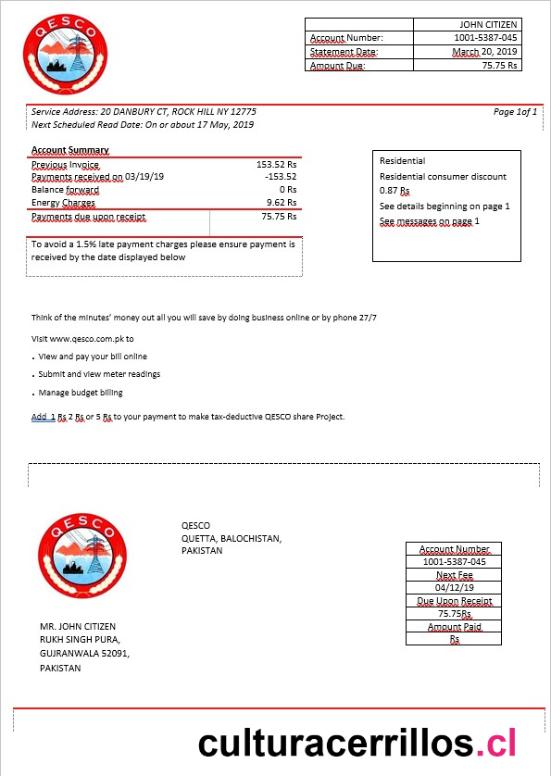 QESCO
JOHN CITIZEN
Account Number: 1001-5387-045
Statement Date: March 20, 2019
Amount Due: 75.75 Rs
Service Address: 20 DANBURY CT, ROCK HILL NY 12775 Page 1of 1
Next Scheduled Read Date: On or about 17 May, 2019
Account Summary
Previous Invoice 153.52 Rs
Payments received on 03/19/19 -153.52
Balance forward 0 Rs
Energy Charges 9.62 Rs
Payments due upon receipt 75.75 Rs
To avoid a 1.5% late payment charges please ensure payment is
received by the date displayed below
Residential
Residential consumer discount
0.87 Rs
See details beginning on page 1
See messages on page 1
Think of the minutes’ money out all you will save by doing business online or by phone 27/7
Visit www.qesco.com.pk to
• View and pay your bill online
• Submit and view meter readings
• Manage budget billing
Add 1 Rs 2 Rs or 5 Rs to your payment to make tax-deductive QESCO share Project.
QESCO
QESCO
QUETTA, BALOCHISTAN,
PAKISTAN
Account Number
1001-5387-045
Next Fee
04/12/19
Due Upon Receipt
75.75Rs
Amount Paid
Rs
MR. JOHN CITIZEN
RUKH SINGH PURA,
GUJRANWALA 52091,
PAKISTAN
culturacerrillos.cl